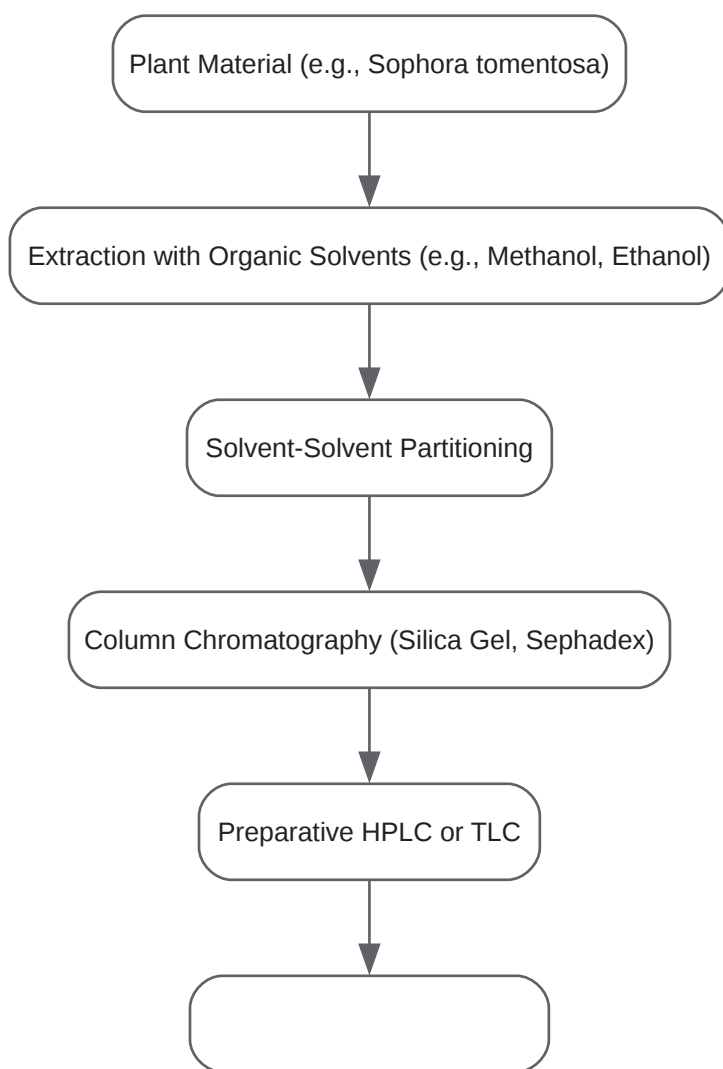 Plant Material (e.g., Sophora tomentosa)
Extraction with Organic Solvents (e.g., Methanol, Ethanol)
Solvent-Solvent Partitioning
Column Chromatography (Silica Gel, Sephadex)
Preparative HPLC or TLC